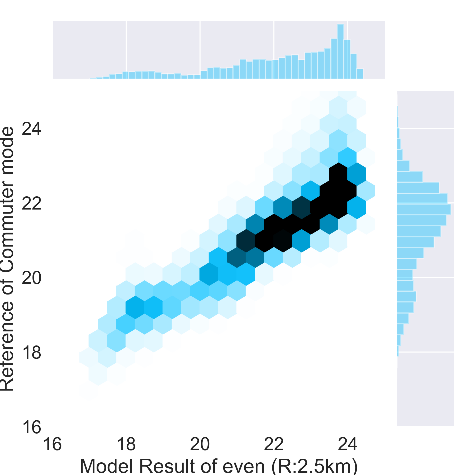 Reference of Commuter mode
24
22
20
18
16
16 18 20 22 24
Model Result of even (R:2.5km)